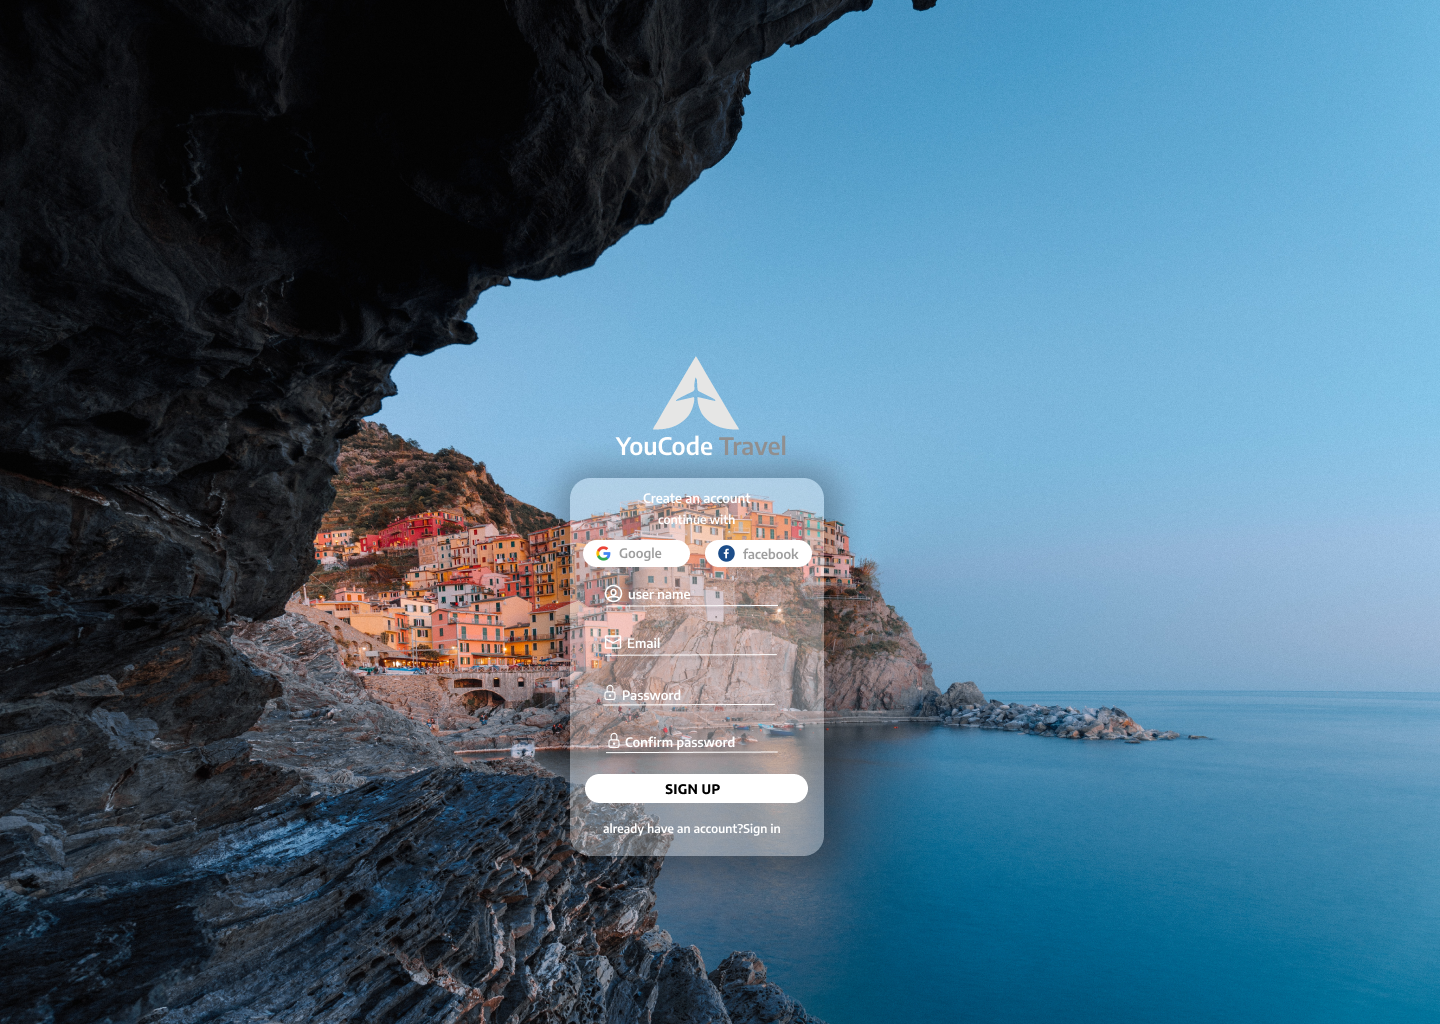 YouCode Travel
Create an account
continue with
Google
facebook
user name
Email
Password
Confirm password
SIGN UP
already have an account?Sign in